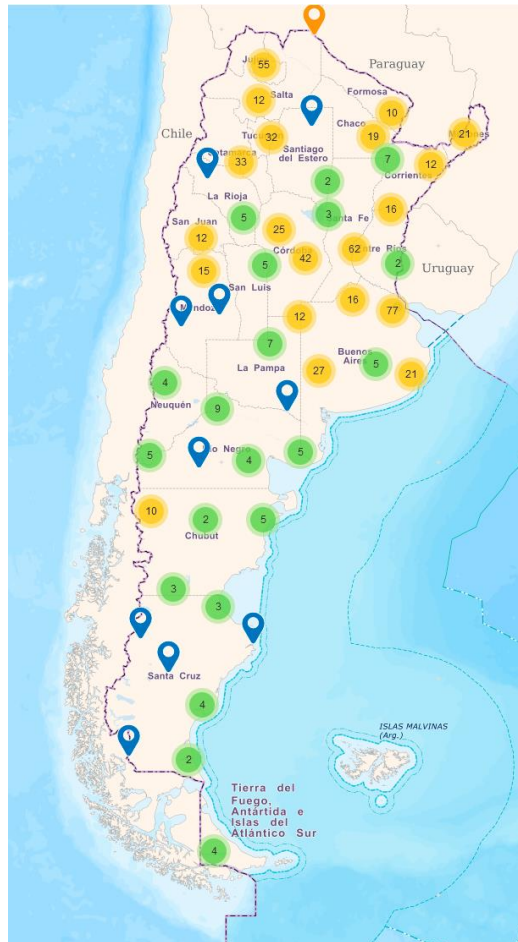 Paraguay
55
Salta
12
Formosa
10
Chaco
19
21
32
Chile
Santiago
del Estero
33
7
12
Corrientes
2
La Rioja
16
5
3
San Juan
25
12
62
Córdoba
42
2
5
15
Uruguay
San Luis
16
77
12
7
Buenos
Aires
5
La Pampa
27
21
4
Neuquén
9
5
5
4
10
2
5
Chubut
3
3
Santa Cruz
4
ISLAS MALVINAS
(Arg.)
2
Tierra del
Fuego,
Antártida e
Islas del
Atlántico Sur
4